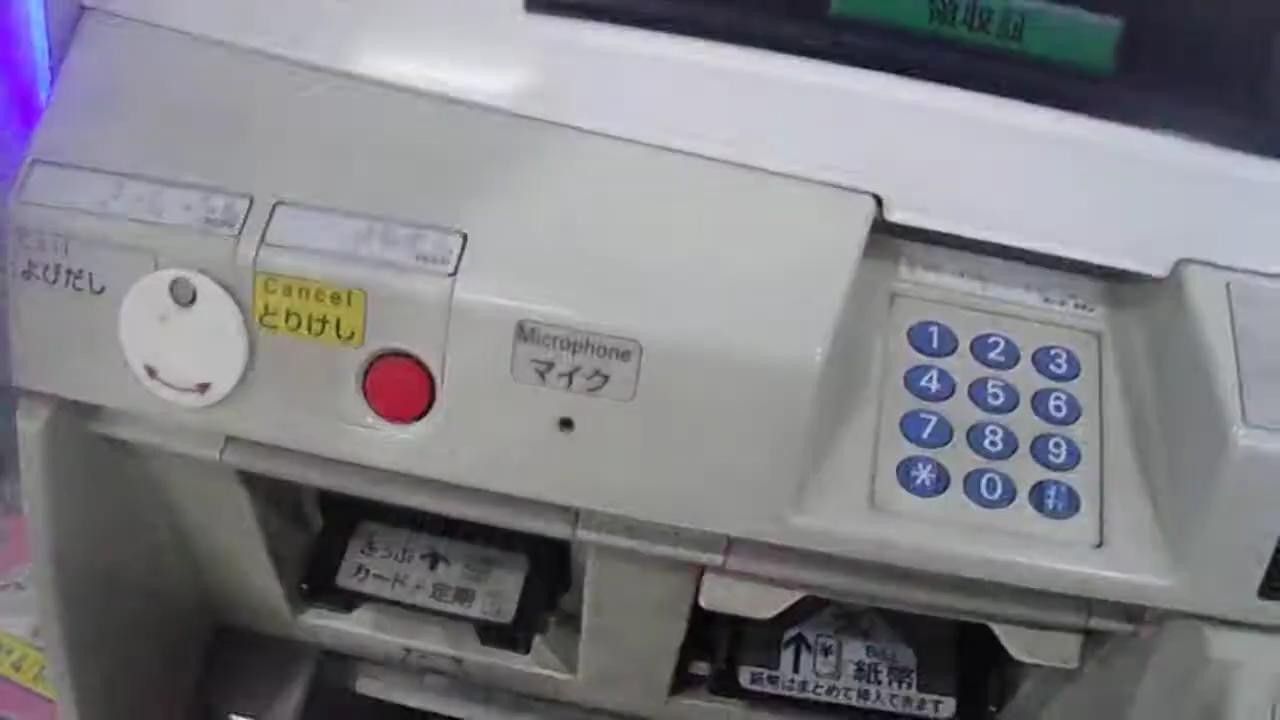 領収証
Call
よびだし
Cancel
とりけし
Microphone
マイク
1 2 3
4 5 6
7 8 9
* 0 #
きっぷ
カード・定期
¥
紙幣
紙幣はまとめて挿入できます